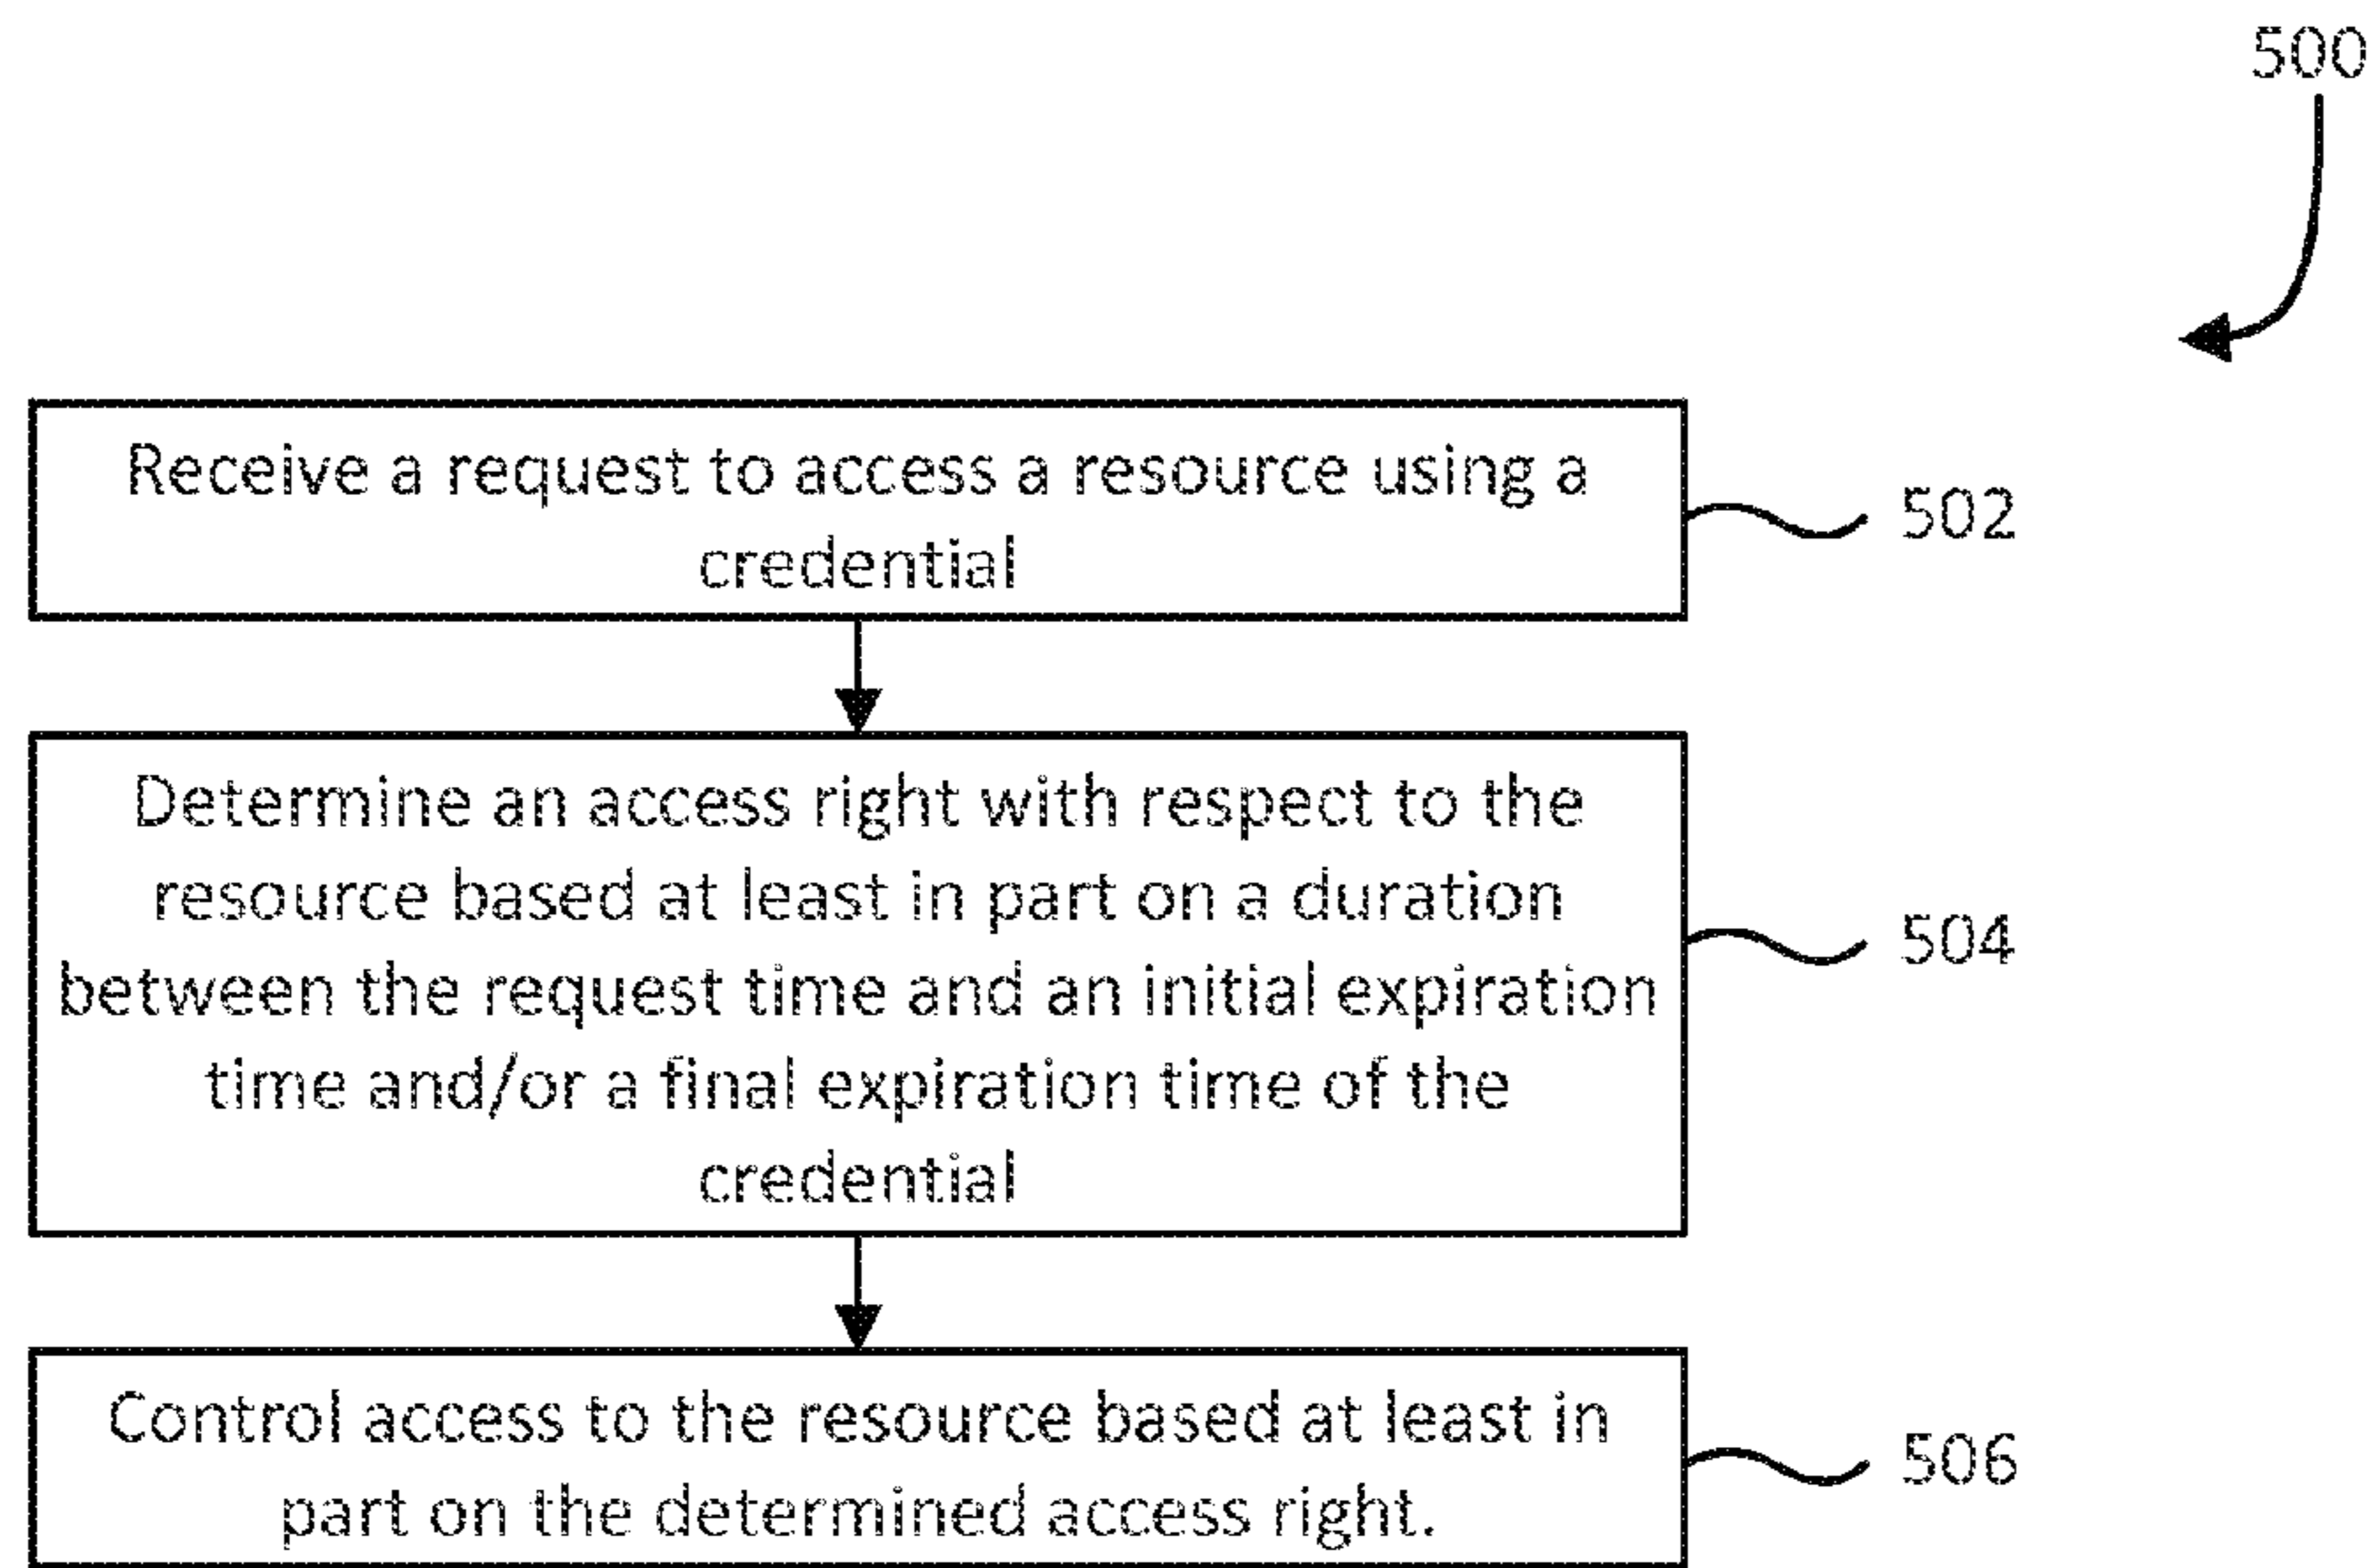 500
Receive a request to access a resource using a
credential
502
Determine an access right with respect to the
resource based at least in part on a duration
between the request time and an initial expiration
time and/or a final expiration time of the
credential
504
Control access to the resource based at least in
part on the determined access right.
506